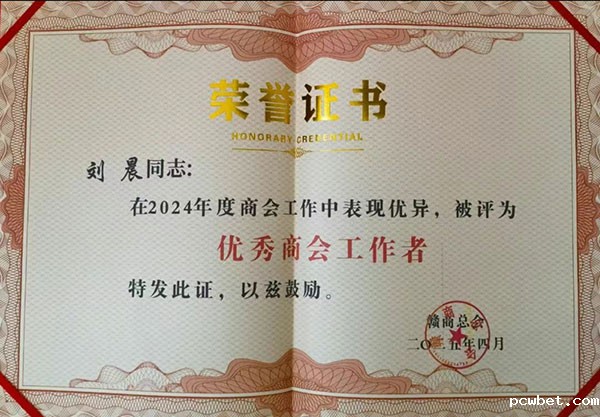 荣誉证书
HONORARY CREDENTIAL
刘 晨同志:
在2024年度商会工作中表现优异，被评为
优秀商会工作者
特发此证，以兹鼓励。
赣商总会
二〇二五年四月
pcwbet.com